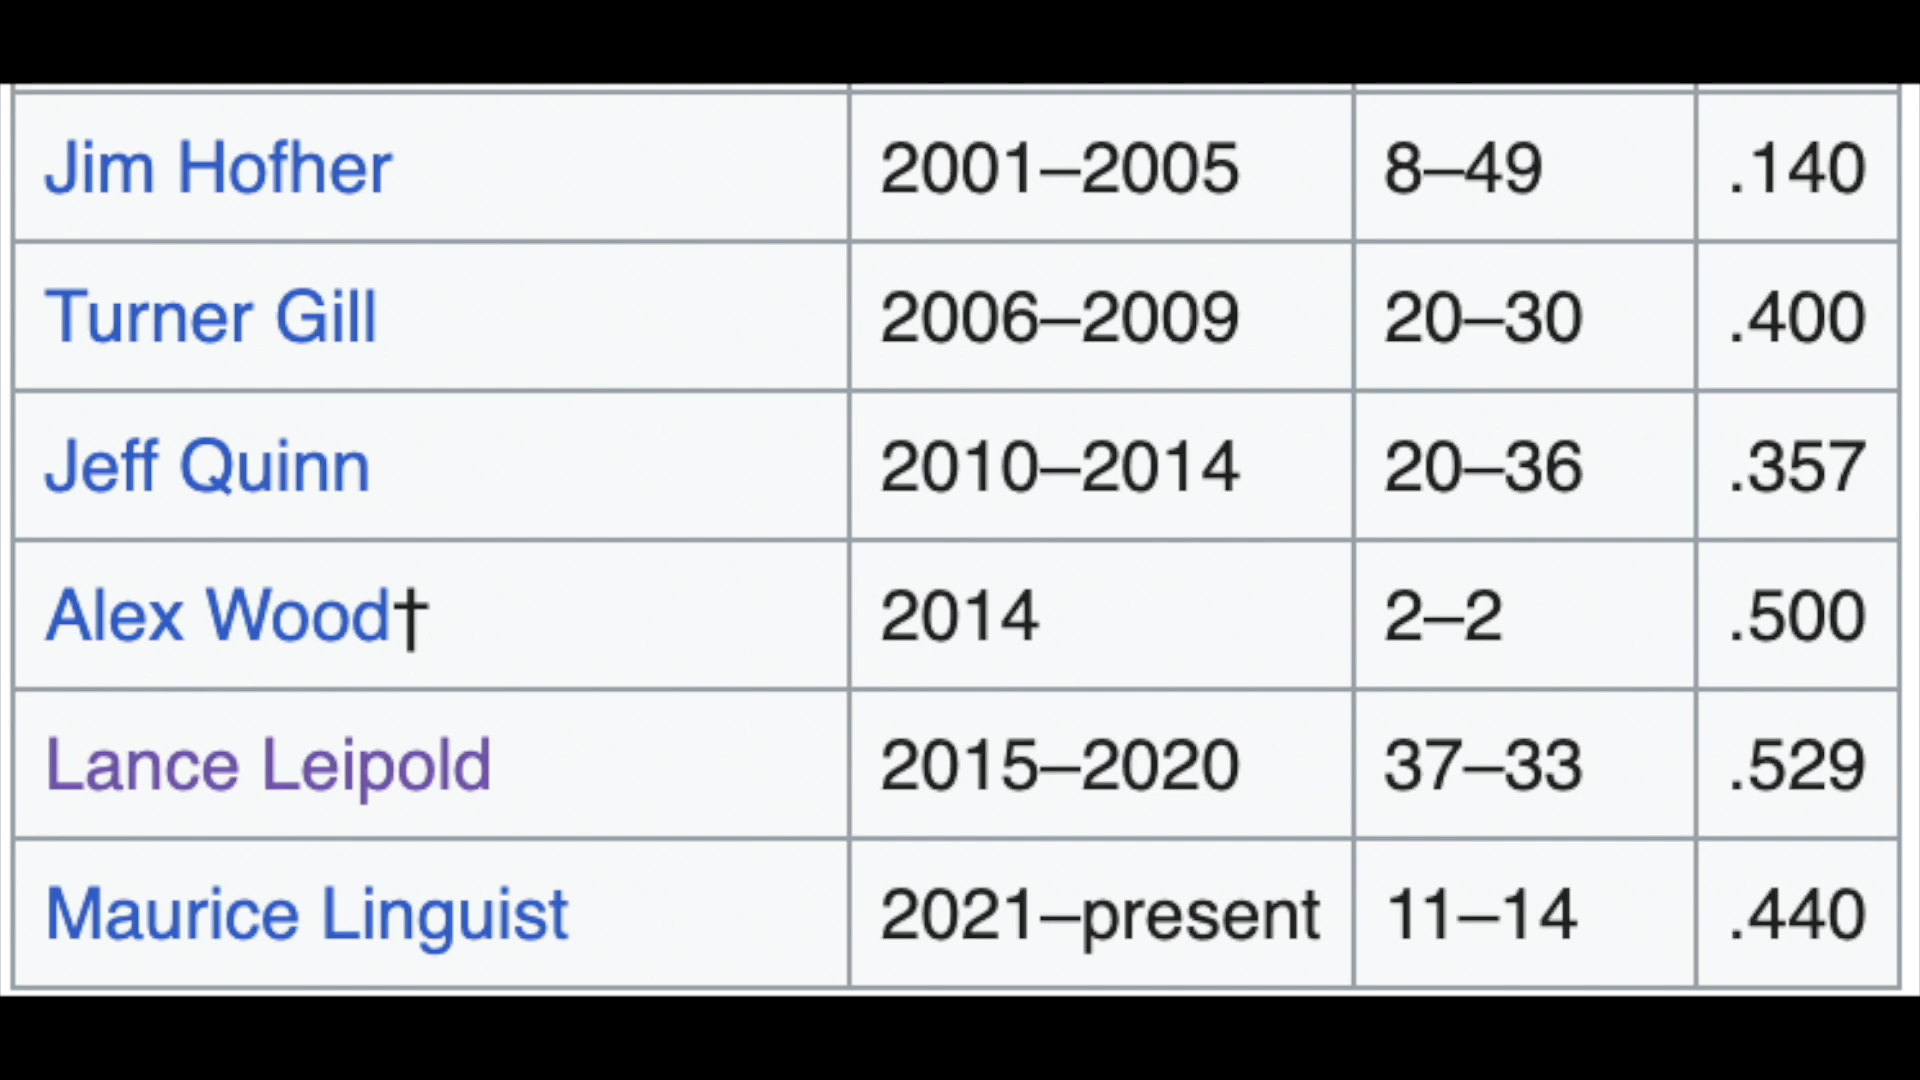 Jim Hofher 2001–2005 8–49 .140
Turner Gill 2006–2009 20–30 .400
Jeff Quinn 2010–2014 20–36 .357
Alex Wood† 2014 2–2 .500
Lance Leipold 2015–2020 37–33 .529
Maurice Linguist 2021–present 11–14 .440